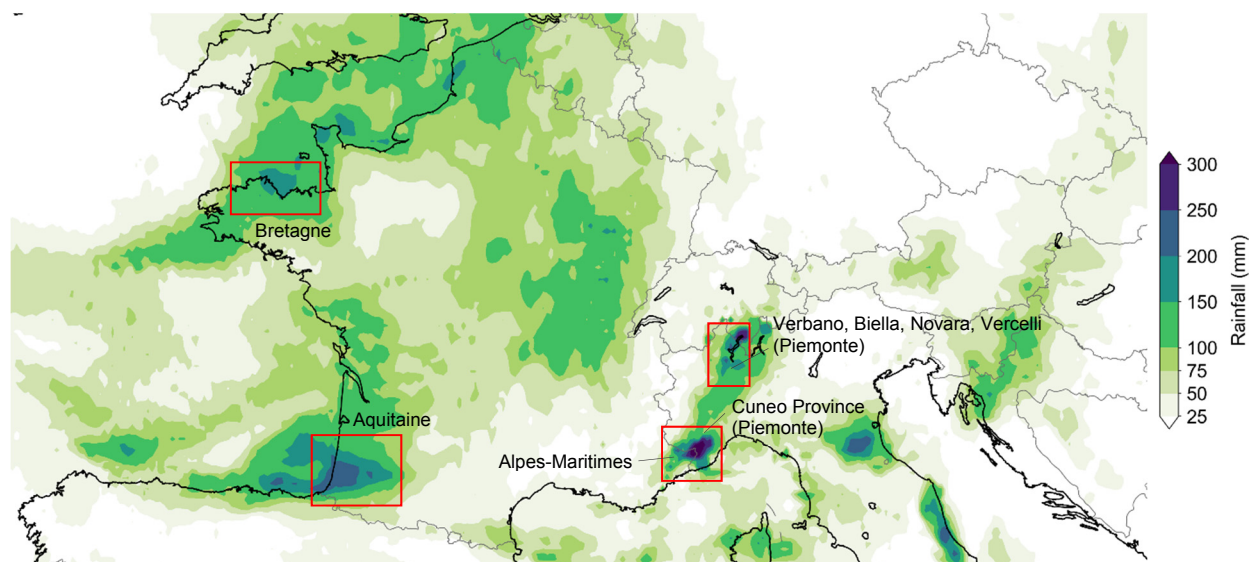 Bretagne
Verbano, Biella, Novara, Vercelli
(Piemonte)
Aquitaine
Cuneo Province
(Piemonte)
Alpes-Maritimes
300
250
200
150
100
75
50
25
Rainfall (mm)